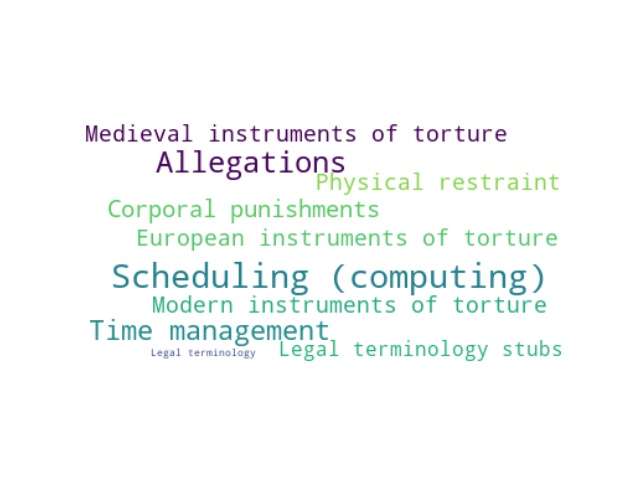 Medieval instruments of torture
Allegations
Physical restraint
Corporal punishments
European instruments of torture
Scheduling (computing)
Modern instruments of torture
Time management
Legal terminology stubs
Legal terminology